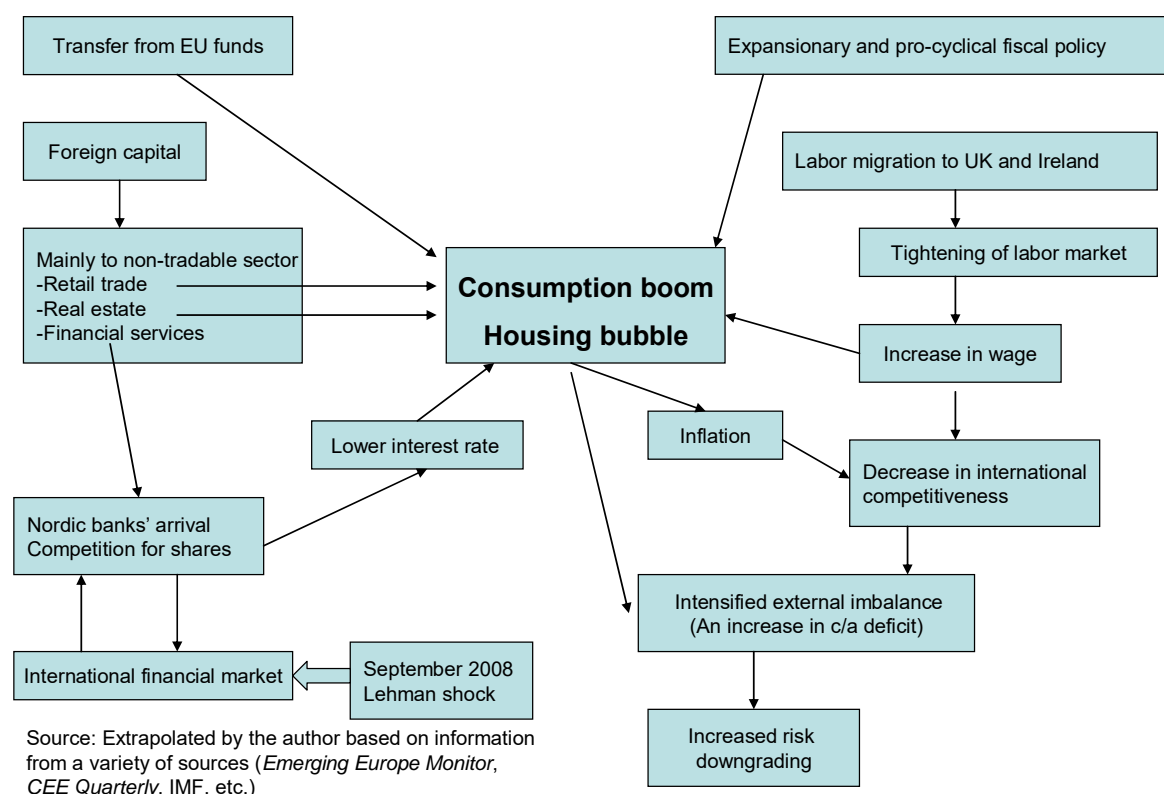 Transfer from EU funds
Expansionary and pro-cyclical fiscal policy
Foreign capital
Labor migration to UK and Ireland
Mainly to non-tradable sector
-Retail trade
-Real estate
-Financial services
Tightening of labor market
Consumption boom
Housing bubble
Increase in wage
Lower interest rate
Inflation
Decrease in international
competitiveness
Nordic banks’ arrival
Competition for shares
Intensified external imbalance
(An increase in c/a deficit)
International financial market
September 2008
Lehman shock
Increased risk
downgrading
Source: Extrapolated by the author based on information
from a variety of sources (Emerging Europe Monitor,
CEE Quarterly, IMF, etc.)